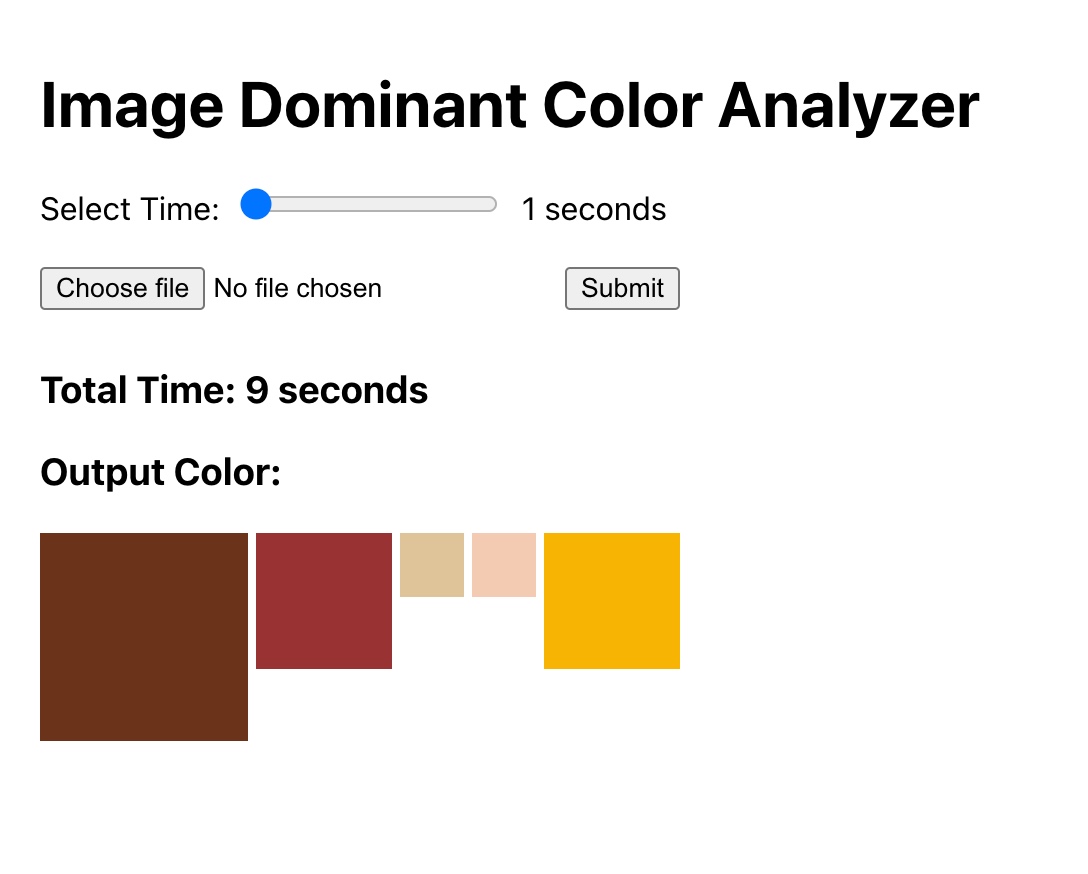 Image Dominant Color Analyzer
Select Time: 1 seconds
Choose file No file chosen Submit
Total Time: 9 seconds
Output Color: